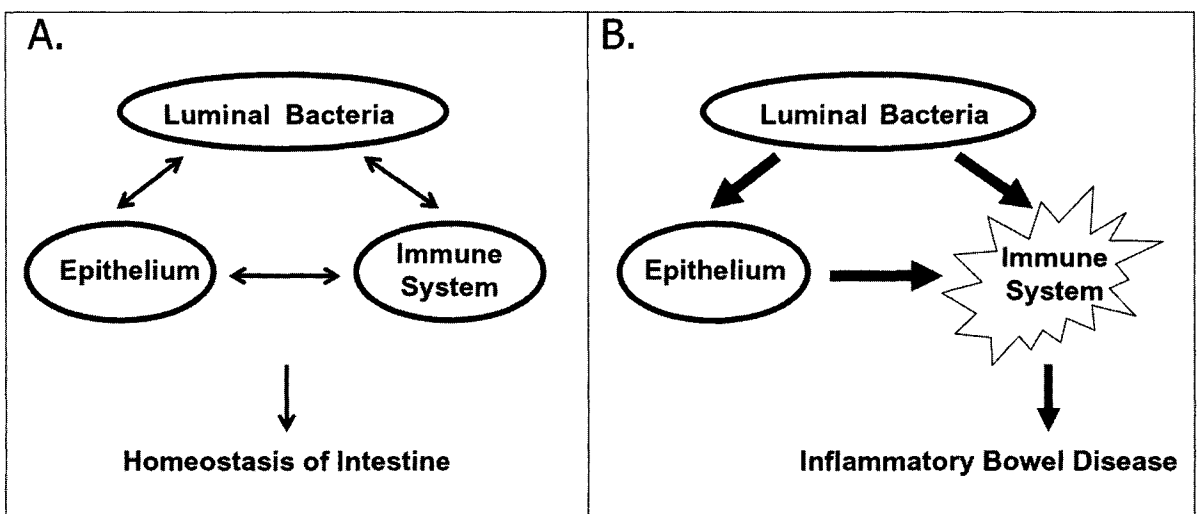 A.
Luminal Bacteria
Epithelium
Immune
System
Homeostasis of Intestine
B.
Luminal Bacteria
Epithelium
Immune
System
Inflammatory Bowel Disease